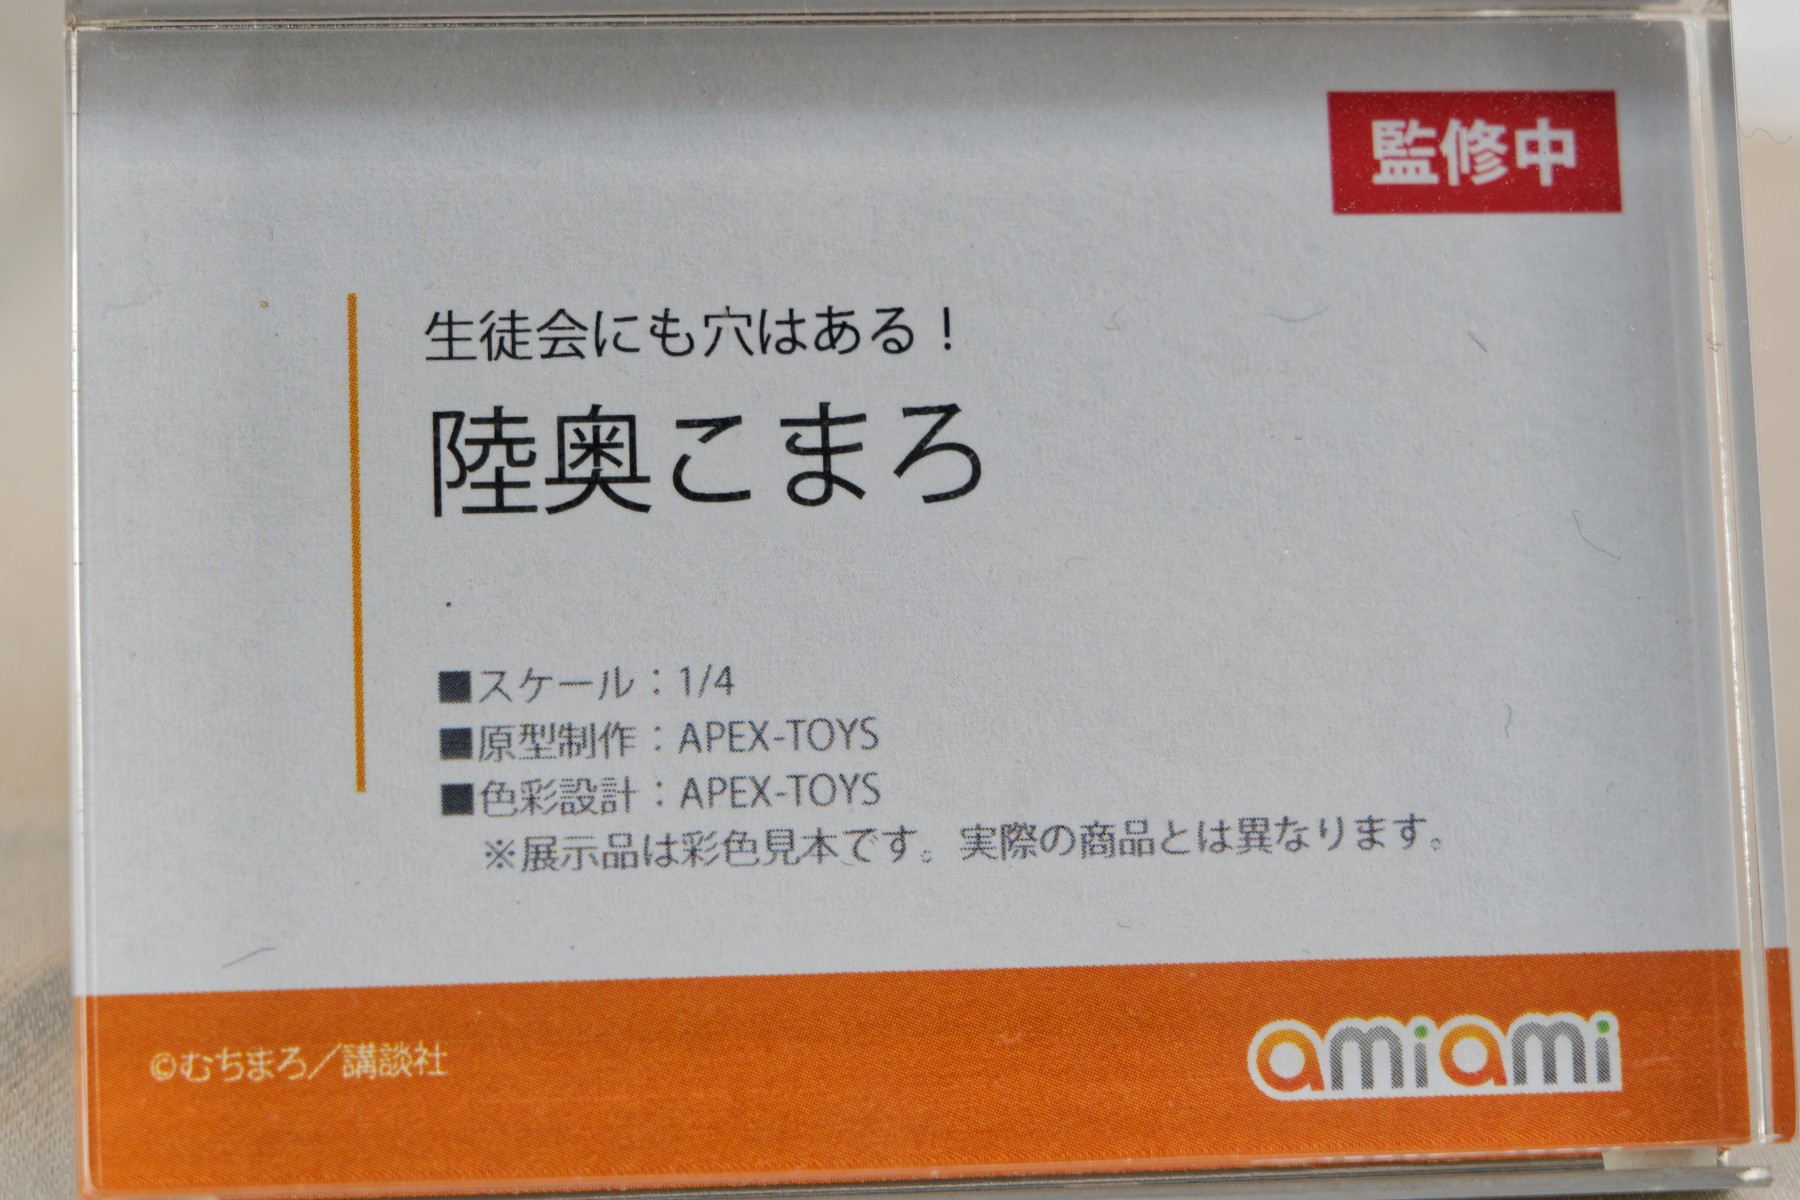 監修中
生徒会にも穴はある！
陸奥こまろ
■スケール：1/4
■原型制作：APEX-TOYS
■色彩設計：APEX-TOYS
※展示品は彩色見本です。実際の商品とは異なります。
©むちまろ／講談社
amiami